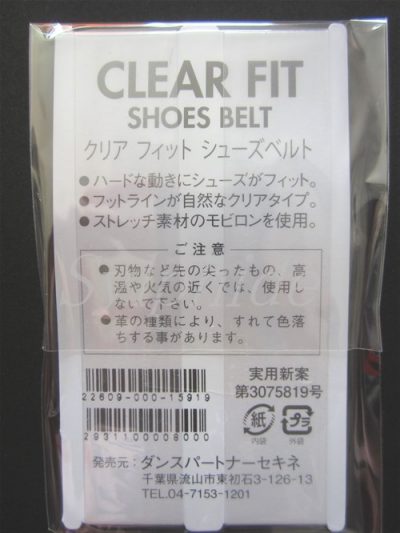 CLEAR FIT
SHOES BELT
クリア フィット シューズベルト
●ハードな動きにシューズがフィット。
●フットラインが自然なクリアタイプ。
●ストレッチ素材のモビロンを使用。
ご注意
●刃物など先の尖ったもの、高
温や火気の近くでは、使用し
ないで下さい。
●革の種類により、すれて色落
ちする事があります。
22609-000-15919
2931100008000
実用新案
第3075819号
紙
プラ
内袋
外袋
発売元：ダンスパートナーセキネ
千葉県流山市東初石3-126-13
TEL.04-7153-1201